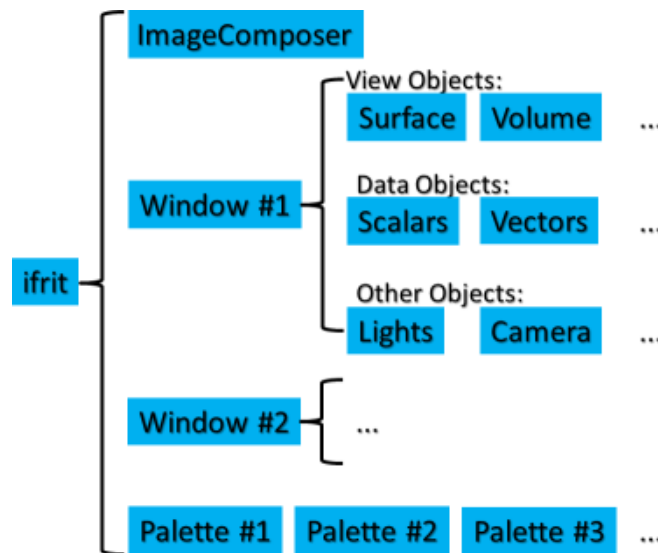 ImageComposer
View Objects:
Surface Volume ...
Window #1
Data Objects:
Scalars Vectors ...
ifrit
Other Objects:
Lights Camera ...
Window #2 ...
Palette #1 Palette #2 Palette #3 ...